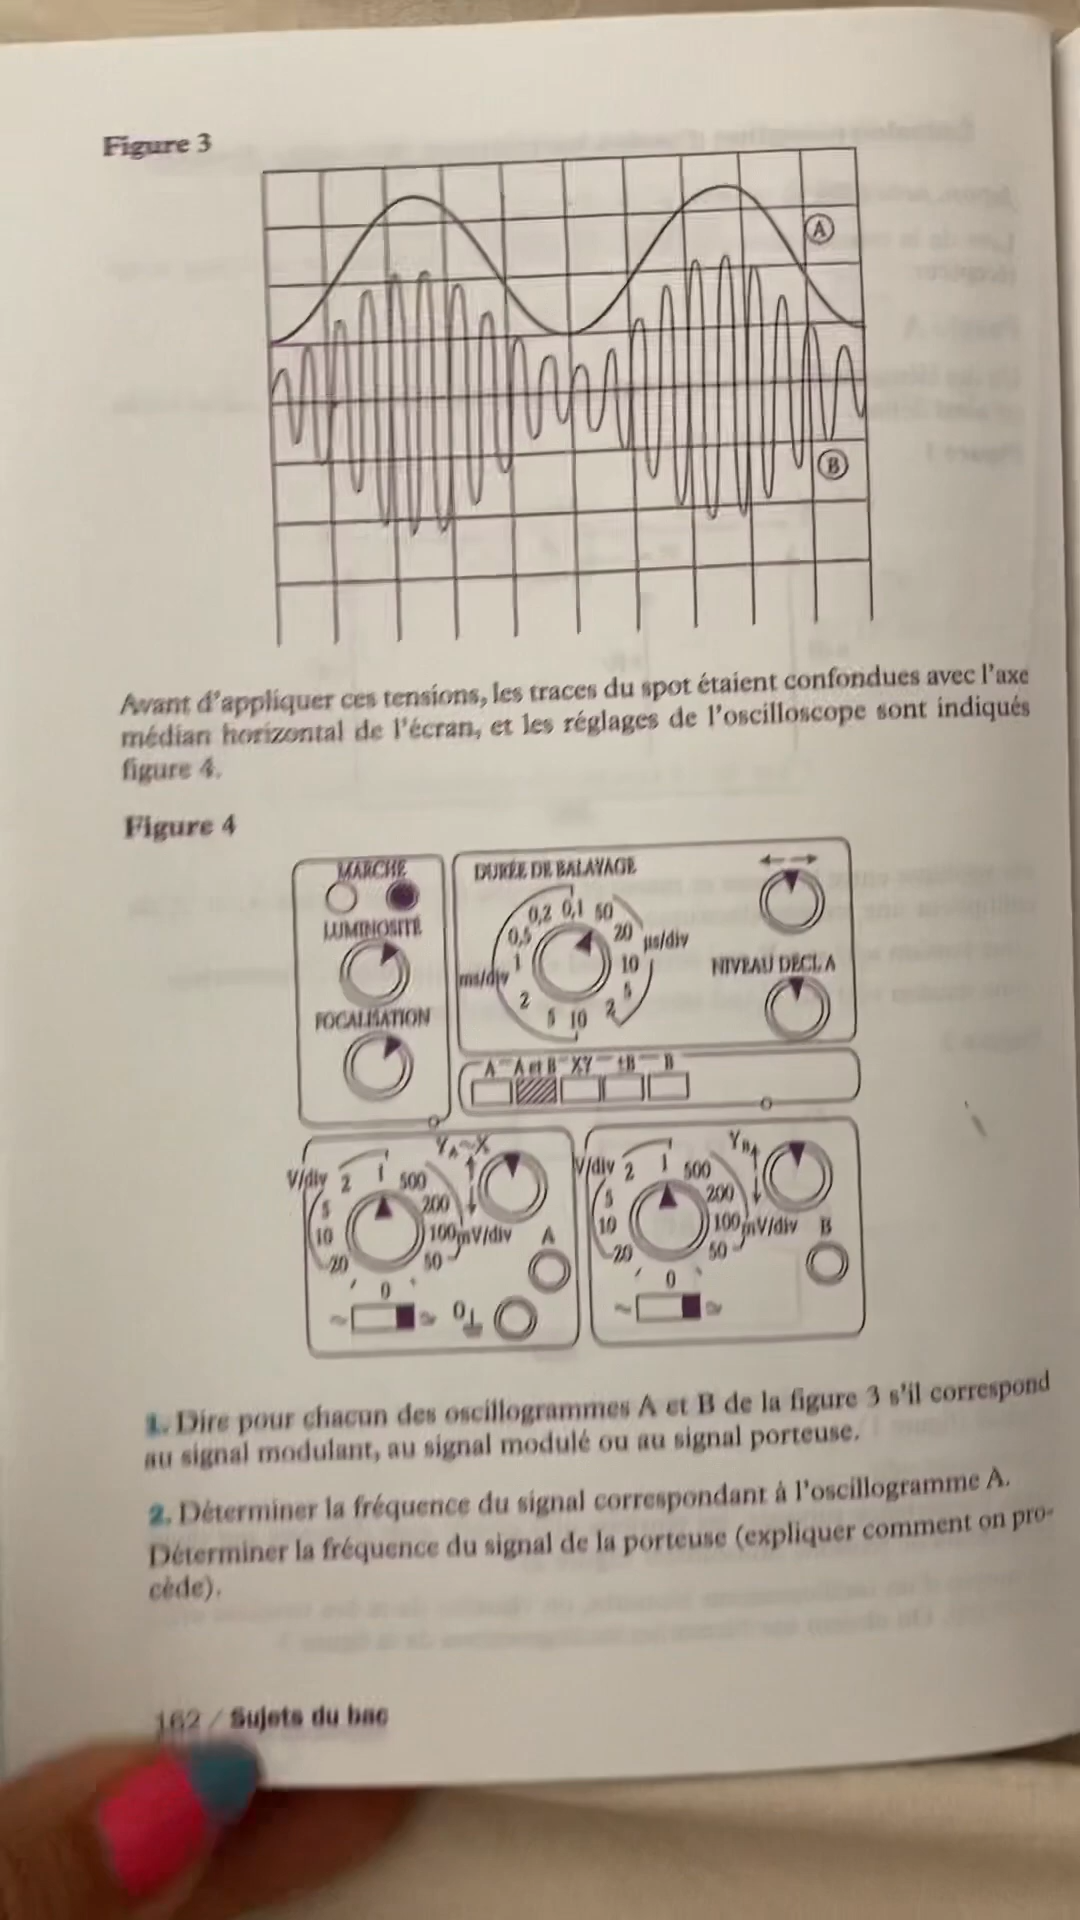 Figure 3
A
B
Avant d'appliquer ces tensions, les traces du spot étaient confondues avec l'axe
médian horizontal de l'écran, et les réglages de l'oscilloscope sont indiqués
figure 4.
Figure 4
MARCHE
LUMINOSITÉ
FOCALISATION
DURÉE DE BALAYAGE
0,5 0,2 0,1 50 20 µs/div
ms/div 1 10
2 5 10 2 5
NIVEAU DÉCL A
A A et B XY ±B B
YA ~ X
V/div 2 1 500
5 200
10 100 mV/div A
20 50
0
~ ≃
YB
V/div 2 1 500
5 200
10 100 mV/div B
20 50
0
~ ≃
1. Dire pour chacun des oscillogrammes A et B de la figure 3 s'il correspond
au signal modulant, au signal modulé ou au signal porteuse.
2. Déterminer la fréquence du signal correspondant à l'oscillogramme A.
Déterminer la fréquence du signal de la porteuse (expliquer comment on pro-
cède).
162 / Sujets du bac